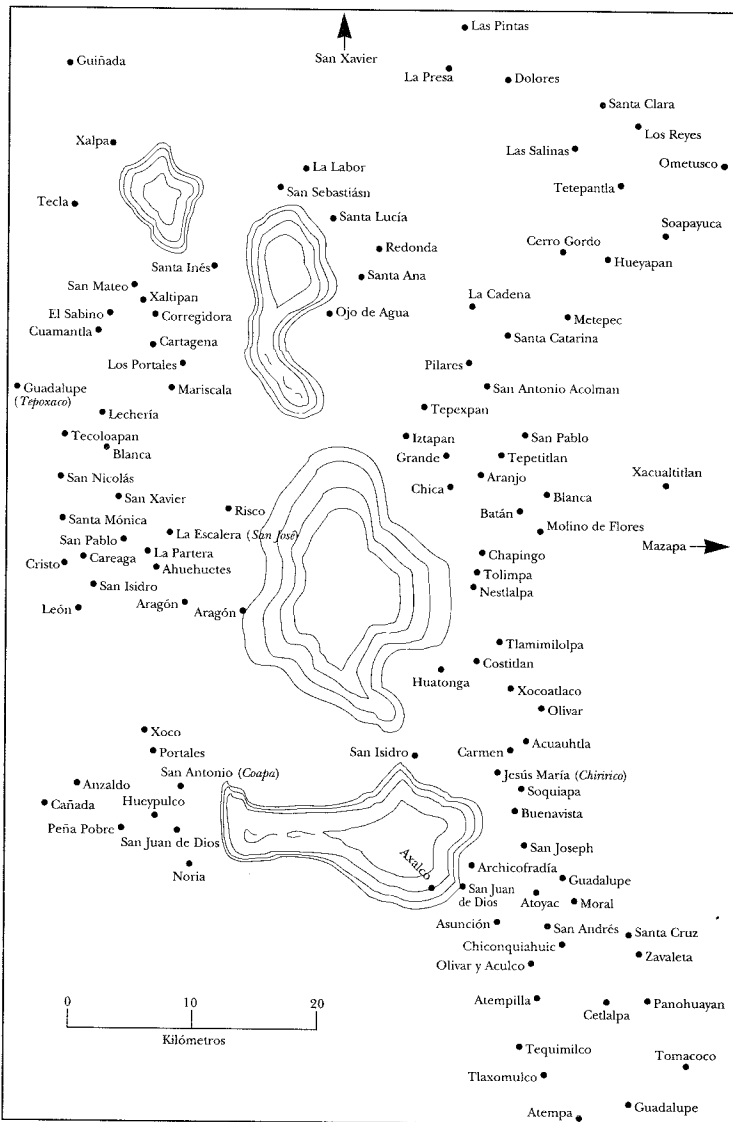 Las Pintas
San Xavier
Guiñada
La Presa
Dolores
Santa Clara
Los Reyes
Xalpa
Las Salinas
Ometusco
La Labor
San Sebastiásn
Tetepantla
Tecla
Santa Lucía
Soapayuca
Redonda
Cerro Gordo
Hueyapan
Santa Inés
Santa Ana
San Mateo
Xaltipan
La Cadena
El Sabino
Corregidora
Ojo de Agua
Metepec
Cuamantla
Santa Catarina
Cartagena
Los Portales
Pilares
Guadalupe
(Tepoxaco)
Mariscala
San Antonio Acolman
Lechería
Tepexpan
Tecoloapan
Iztapan
San Pablo
Blanca
Grande
Tepetitlan
San Nicolás
Aranjo
Xacualtitlan
San Xavier
Chica
Blanca
Risco
Batán
Santa Mónica
La Escalera (San José)
Molino de Flores
San Pablo
Mazapa
Cristo
Careaga
La Partera
Chapingo
Ahuehuetes
Tolimpa
San Isidro
Nestlalpa
León
Aragón
Aragón
Tlamimilolpa
Costitlan
Huatonga
Xocoatlaco
Olivar
Xoco
Acuauhtla
Portales
San Isidro
Carmen
San Antonio (Coapa)
Jesús María (Chiririco)
Anzaldo
Soquiapa
Cañada
Hueypulco
Buenavista
Peña Pobre
San Juan de Dios
San Joseph
Noria
Axalco
Archicofradía
Guadalupe
San Juan
de Dios
Atoyac
Moral
Asunción
San Andrés
Santa Cruz
Chiconquiahuic
Zavaleta
Olivar y Aculco
Atempilla
Cetlalpa
Panohuayan
0 10 20
Kilómetros
Tequimilco
Tomacoco
Tlaxomulco
Atempa
Guadalupe